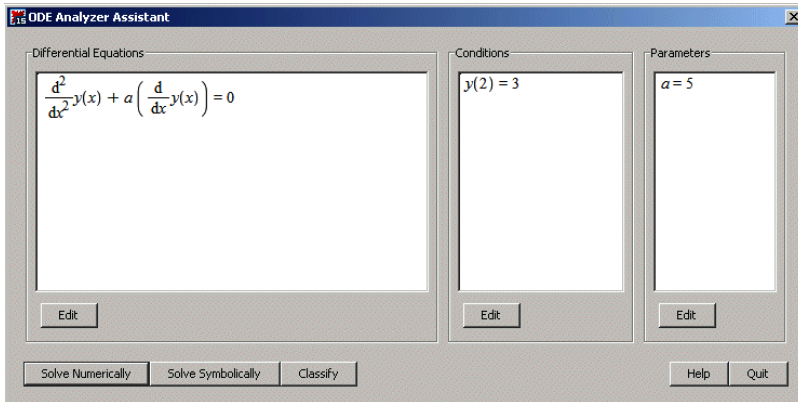 15 ODE Analyzer Assistant
Differential Equations
d²/dx² y(x) + a ( d/dx y(x) ) = 0
Edit
Conditions
y(2) = 3
Edit
Parameters
a = 5
Edit
Solve Numerically Solve Symbolically Classify Help Quit